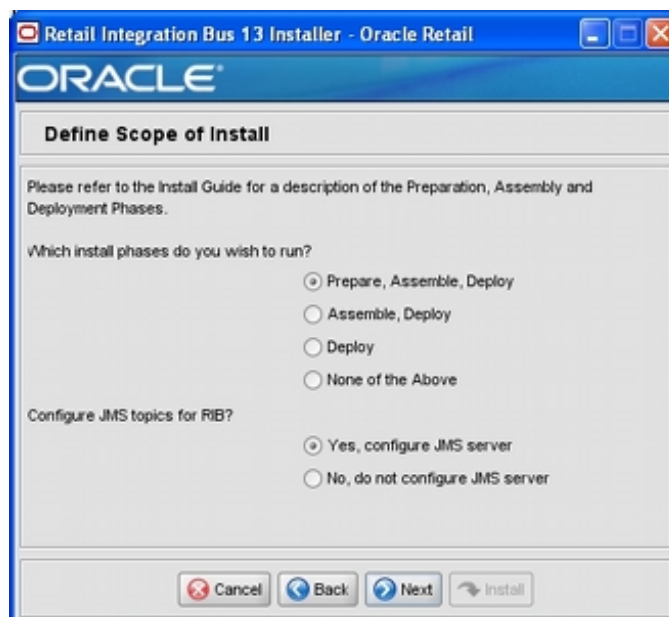 Retail Integration Bus 13 Installer - Oracle Retail
ORACLE
Define Scope of Install
Please refer to the Install Guide for a description of the Preparation, Assembly and
Deployment Phases.
Which install phases do you wish to run?
Prepare, Assemble, Deploy
Assemble, Deploy
Deploy
None of the Above
Configure JMS topics for RIB?
Yes, configure JMS server
No, do not configure JMS server
Cancel Back Next Install